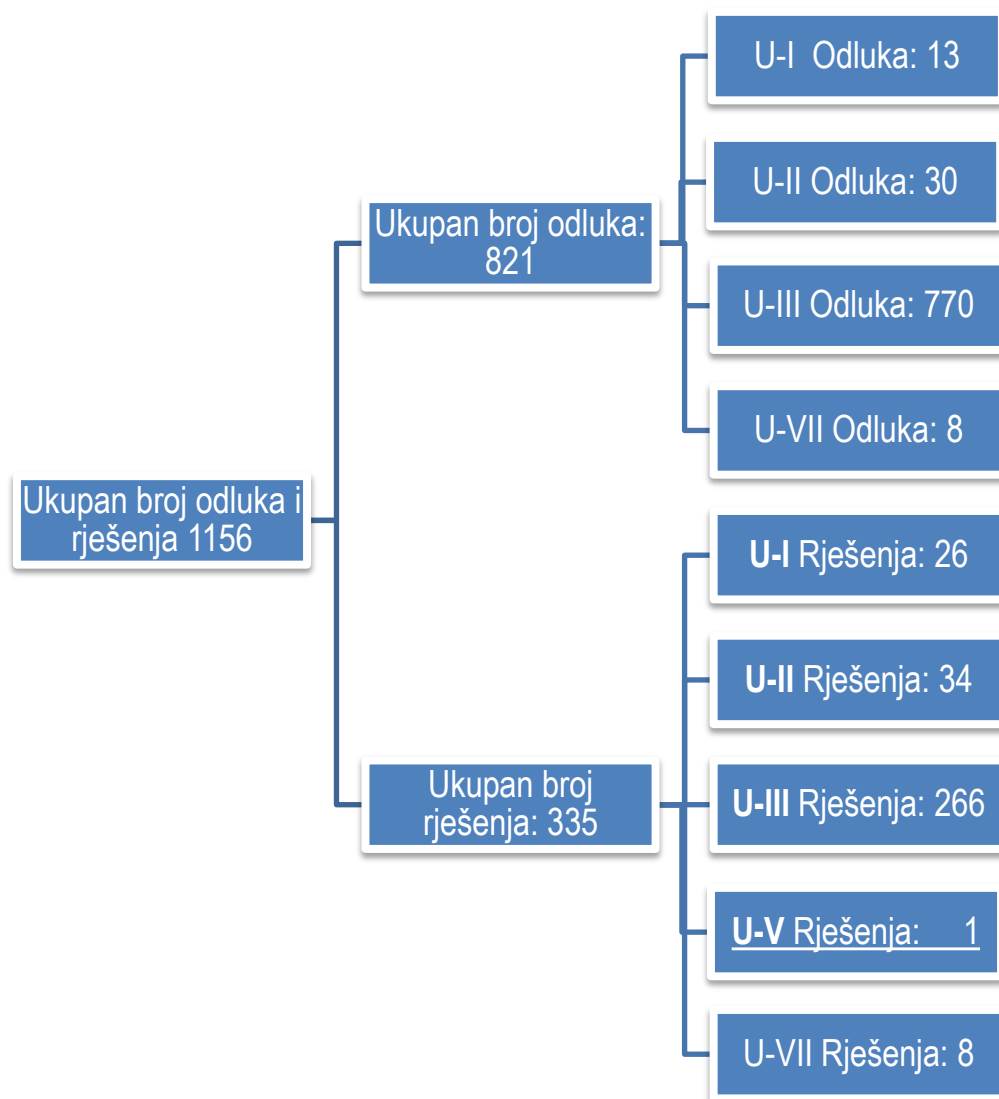 Ukupan broj odluka i
rješenja 1156
Ukupan broj odluka:
821
U-I Odluka: 13
U-II Odluka: 30
U-III Odluka: 770
U-VII Odluka: 8
Ukupan broj
rješenja: 335
U-I Rješenja: 26
U-II Rješenja: 34
U-III Rješenja: 266
U-V Rješenja: 1
U-VII Rješenja: 8